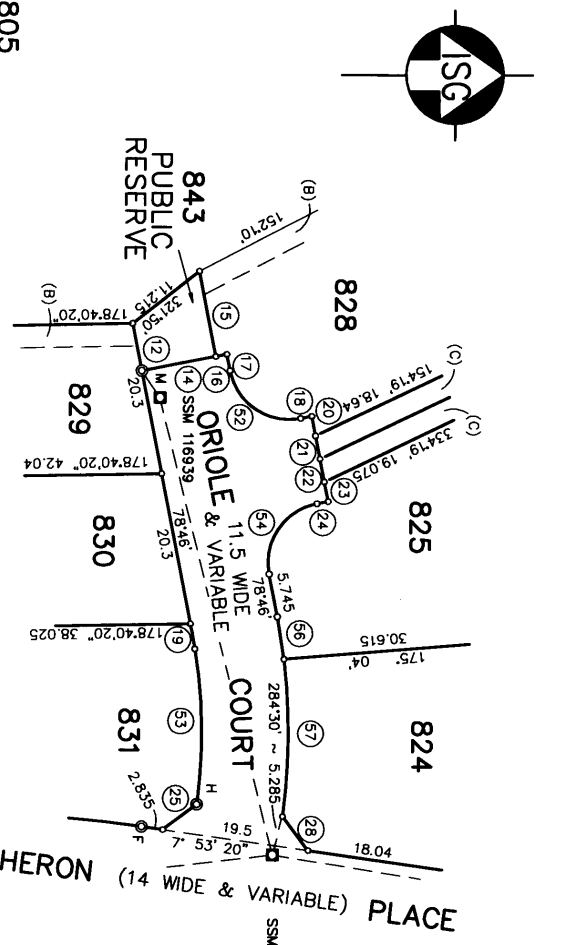 805
ISG
843
PUBLIC
RESERVE
(B)
152°10'
828
(C)
154°19' 18.64
(C)
334°19' 19.075
11.215
321°50'
15
17
16
14
12
18
20
21
22
23
24
52
(B)
178°40'20"
M
SSM 116939
20.3
829
ORIOLE
11.5 WIDE
& VARIABLE
COURT
54
825
5.745
78°46'
56
178°40'20" 42.04
78°46'
20.3
830
30.615
175° 04'
178°40'20" 38.025
19
53
831
284°30' ~ 5.285
57
824
H
25
2.835
F
19.5
7° 53' 20"
28
18.04
HERON (14 WIDE & VARIABLE) PLACE
SSM